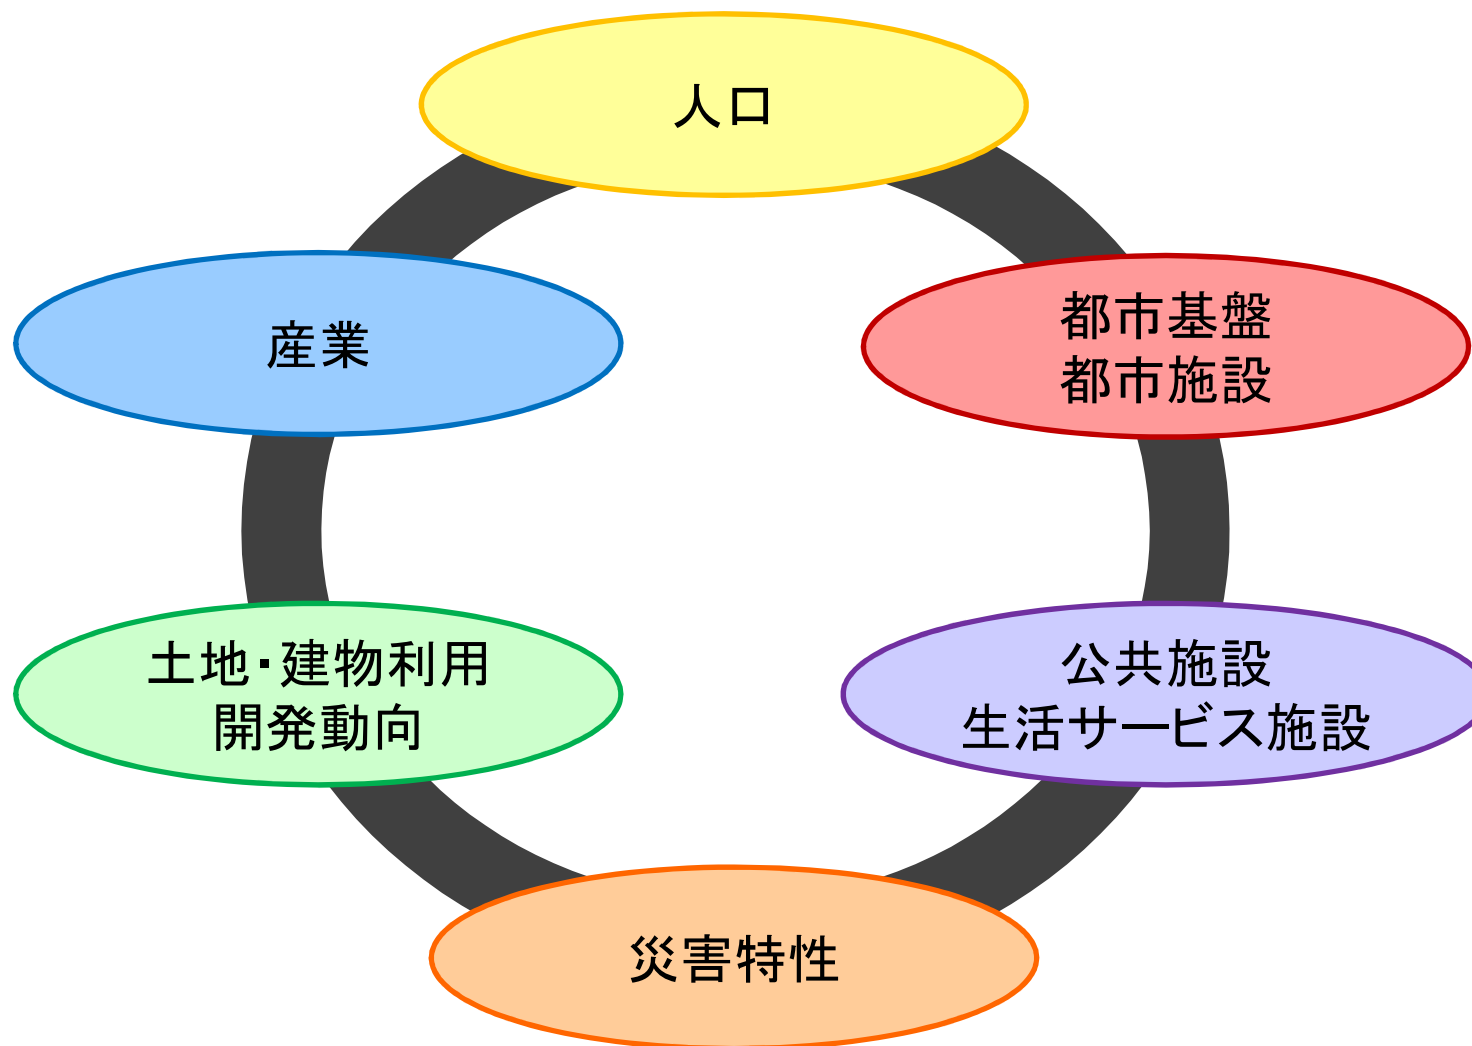 人口
産業
都市基盤
都市施設
土地・建物利用
開発動向
公共施設
生活サービス施設
災害特性